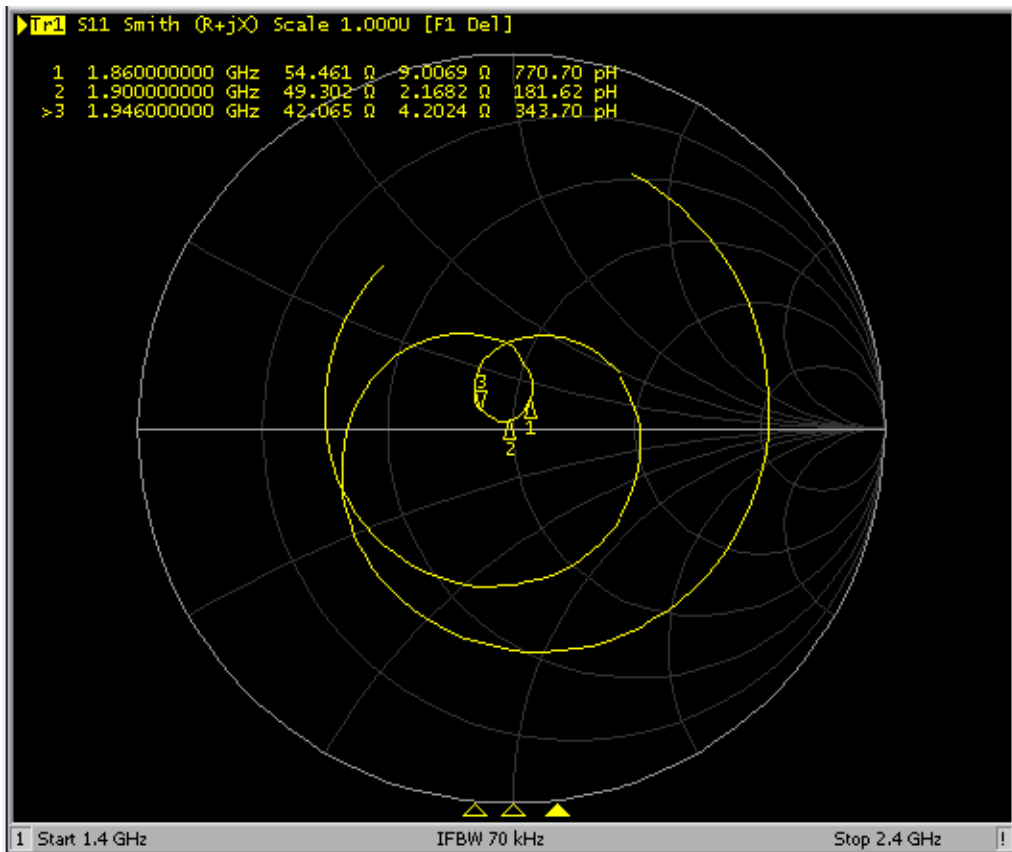 Tr1 S11 Smith (R+jX) Scale 1.000U [F1 Del]
1 1.860000000 GHz 54.461 Ω 9.0069 Ω 770.70 pH
2 1.900000000 GHz 49.302 Ω 2.1682 Ω 181.62 pH
>3 1.946000000 GHz 42.065 Ω 4.2024 Ω 343.70 pH
3
1
2
1 Start 1.4 GHz IFBW 70 kHz Stop 2.4 GHz !